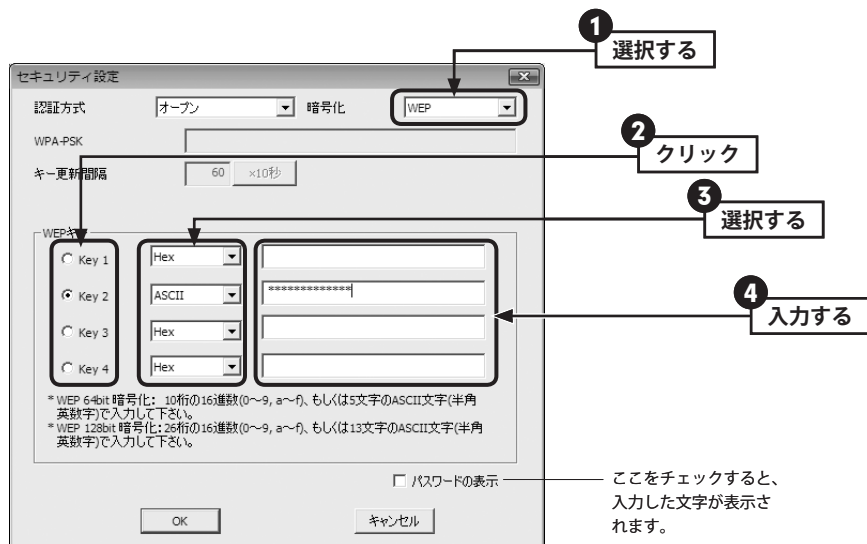 1
選択する
セキュリティ設定
認証方式 オープン 暗号化 WEP
2
クリック
WPA-PSK
キー更新間隔 60 ×10秒
3
選択する
WEPキー
Key 1 Hex
Key 2 ASCII *************
4
入力する
Key 3 Hex
Key 4 Hex
* WEP 64bit 暗号化: 10桁の16進数(0～9, a～f)、もしくは5文字のASCII文字(半角
英数字)で入力して下さい。
* WEP 128bit 暗号化:26桁の16進数(0～9, a～f)、もしくは13文字のASCII文字(半角
英数字)で入力して下さい。
パスワードの表示
ここをチェックすると、
入力した文字が表示さ
れます。
OK キャンセル